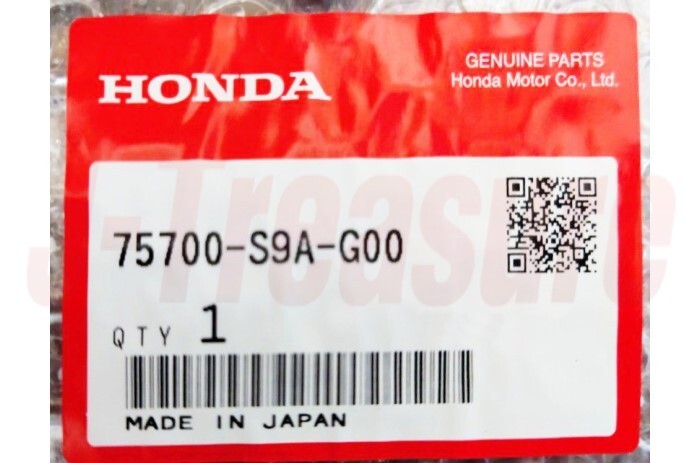 HONDA
GENUINE PARTS
Honda Motor Co., Ltd.
J-Treasure
75700-S9A-G00
QTY 1
MADE IN JAPAN